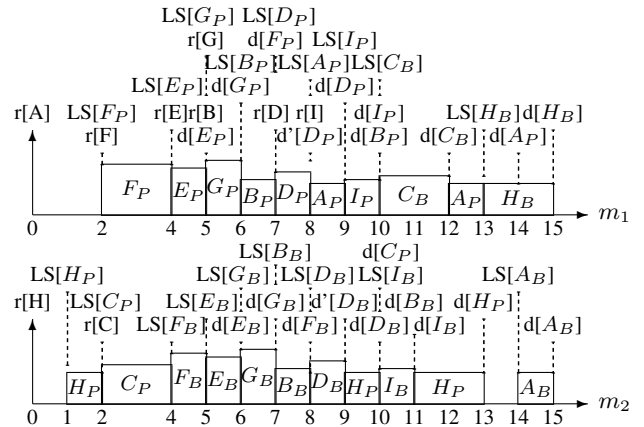 LS[G_P] LS[D_P]
r[G] d[F_P] LS[I_P]
LS[B_P] LS[A_P] LS[C_B]
LS[E_P] d[G_P] d[D_P]
r[A] LS[F_P] r[E] r[B] r[D] r[I] d[I_P] LS[H_B] d[H_B]
r[F] d[E_P] d'[D_P] d[B_P] d[C_B] d[A_P]
F_P E_P G_P B_P D_P A_P I_P C_B A_P H_B
m_1
0 2 4 5 6 7 8 9 10 11 12 13 14 15
LS[B_B] d[C_P]
LS[H_P] LS[G_B] LS[D_B] LS[I_B] LS[A_B]
r[H] LS[C_P] LS[E_B] d[G_B] d'[D_B] d[B_B] d[H_P]
r[C] LS[F_B] d[E_B] d[F_B] d[D_B] d[I_B] d[A_B]
H_P C_P F_B E_B G_B B_B D_B H_P I_B H_P A_B
m_2
0 1 2 4 5 6 7 8 9 10 11 12 13 14 15